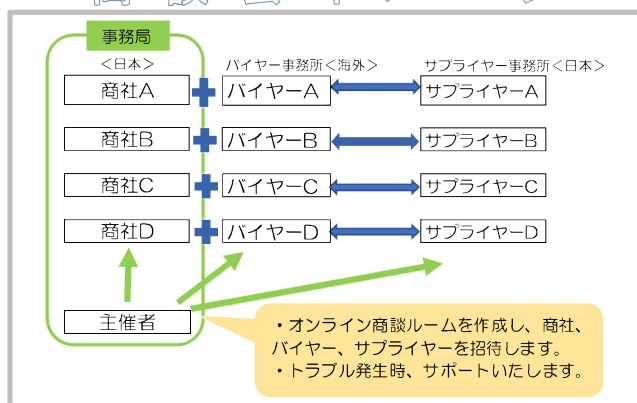 事務局
<日本>
バイヤー事務所<海外>
サプライヤー事務所<日本>
商社A
バイヤーA
サプライヤーA
商社B
バイヤーB
サプライヤーB
商社C
バイヤーC
サプライヤーC
商社D
バイヤーD
サプライヤーD
主催者
・オンライン商談ルームを作成し、商社、
バイヤー、サプライヤーを招待します。
・トラブル発生時、サポートいたします。